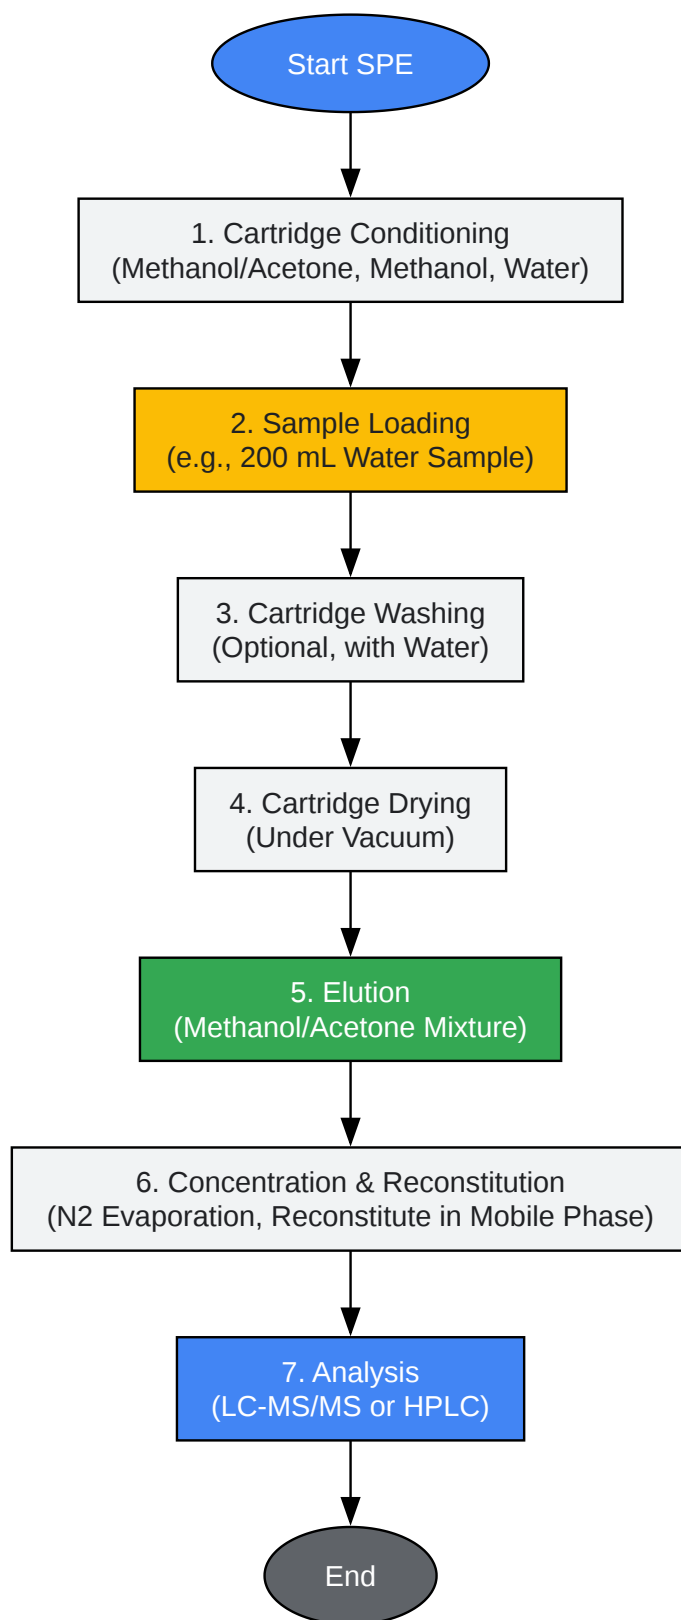 Start SPE
1. Cartridge Conditioning
(Methanol/Acetone, Methanol, Water)
2. Sample Loading
(e.g., 200 mL Water Sample)
3. Cartridge Washing
(Optional, with Water)
4. Cartridge Drying
(Under Vacuum)
5. Elution
(Methanol/Acetone Mixture)
6. Concentration & Reconstitution
(N2 Evaporation, Reconstitute in Mobile Phase)
7. Analysis
(LC-MS/MS or HPLC)
End